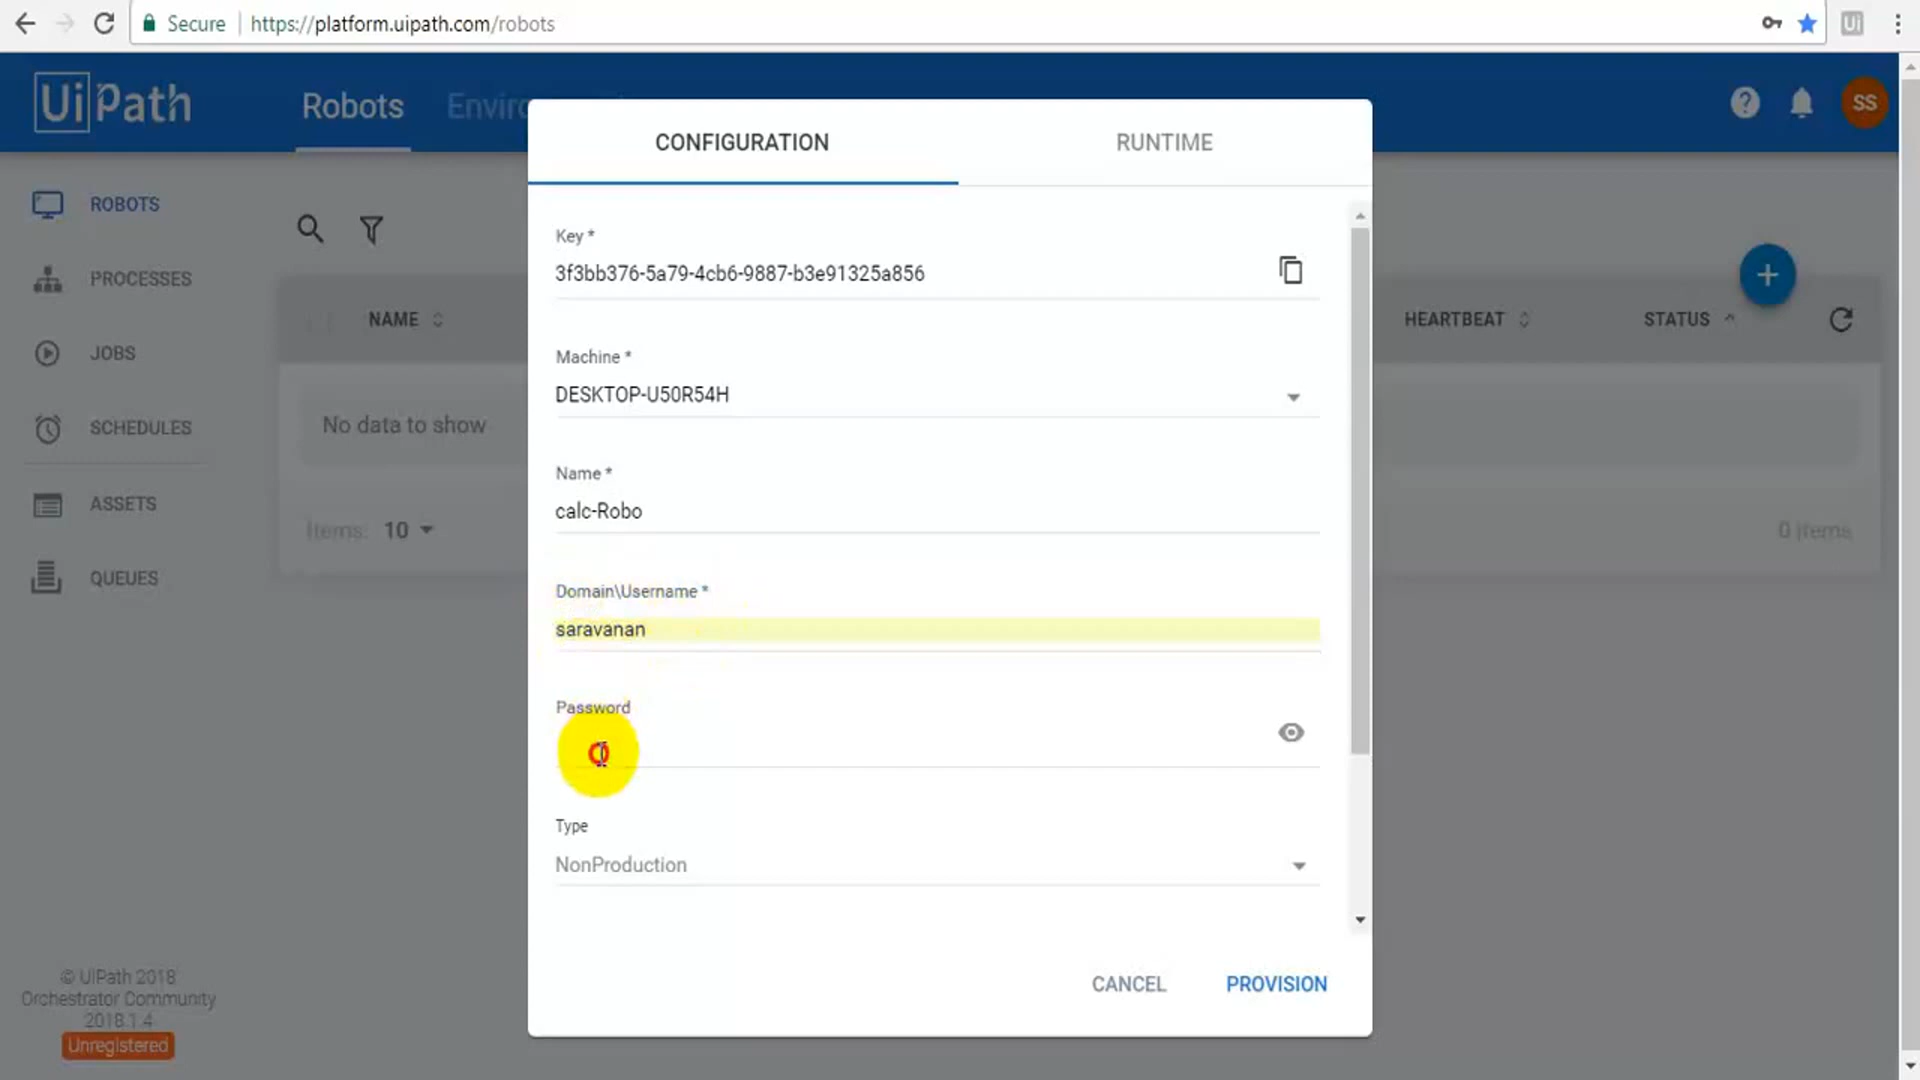 Secure https://platform.uipath.com/robots
Ui
UiPath
Robots
SS
CONFIGURATION
RUNTIME
ROBOTS
PROCESSES
JOBS
SCHEDULES
ASSETS
QUEUES
NAME
HEARTBEAT
STATUS
No data to show
Items: 10
0 items
Key *
3f3bb376-5a79-4cb6-9887-b3e91325a856
Machine *
DESKTOP-U50R54H
Name *
calc-Robo
Domain\Username *
saravanan
Password
Type
NonProduction
CANCEL
PROVISION
© UiPath 2018
Orchestrator Community
2018.1.4
Unregistered